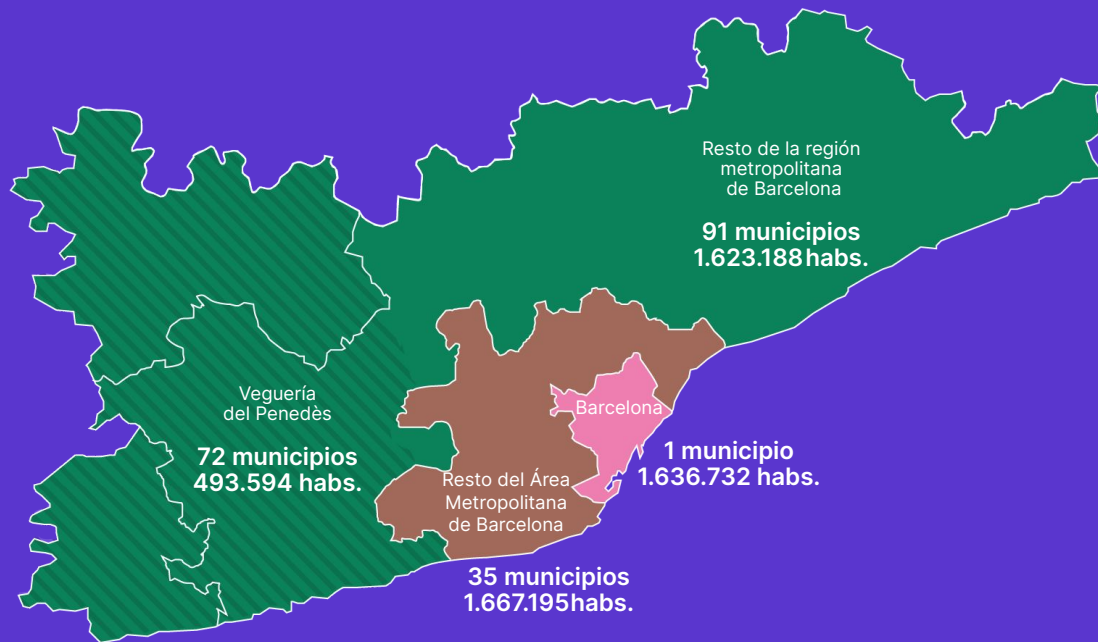 Resto de la región
metropolitana
de Barcelona
91 municipios
1.623.188 habs.
Veguería
del Penedès
72 municipios
493.594 habs.
Barcelona
1 municipio
1.636.732 habs.
Resto del Área
Metropolitana
de Barcelona
35 municipios
1.667.195 habs.